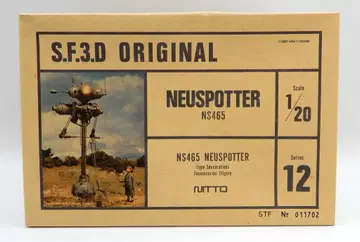 S.F.3.D ORIGINAL
NEUSPOTTER
NS465
Scale
1/20
NS465 NEUSPOTTER
NITTO
Series
12
STF № 011702